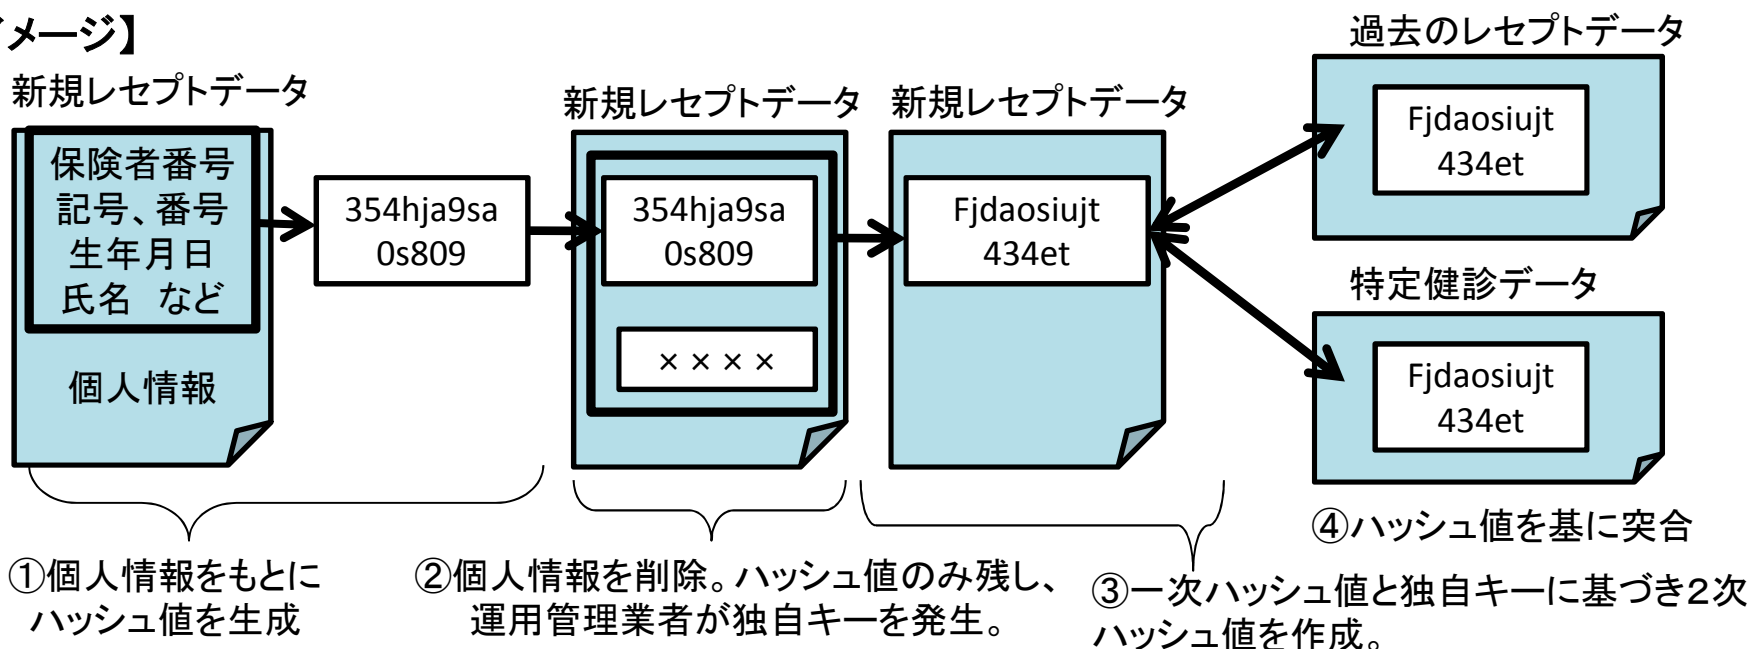 メージ】
新規レセプトデータ
保険者番号
記号、番号
生年月日
氏名　など
個人情報
354hja9sa
0s809
新規レセプトデータ
354hja9sa
0s809
××××
新規レセプトデータ
Fjdaosiujt
434et
過去のレセプトデータ
Fjdaosiujt
434et
特定健診データ
Fjdaosiujt
434et
①個人情報をもとに
ハッシュ値を生成
②個人情報を削除。ハッシュ値のみ残し、
運用管理業者が独自キーを発生。
③一次ハッシュ値と独自キーに基づき２次
ハッシュ値を作成。
④ハッシュ値を基に突合